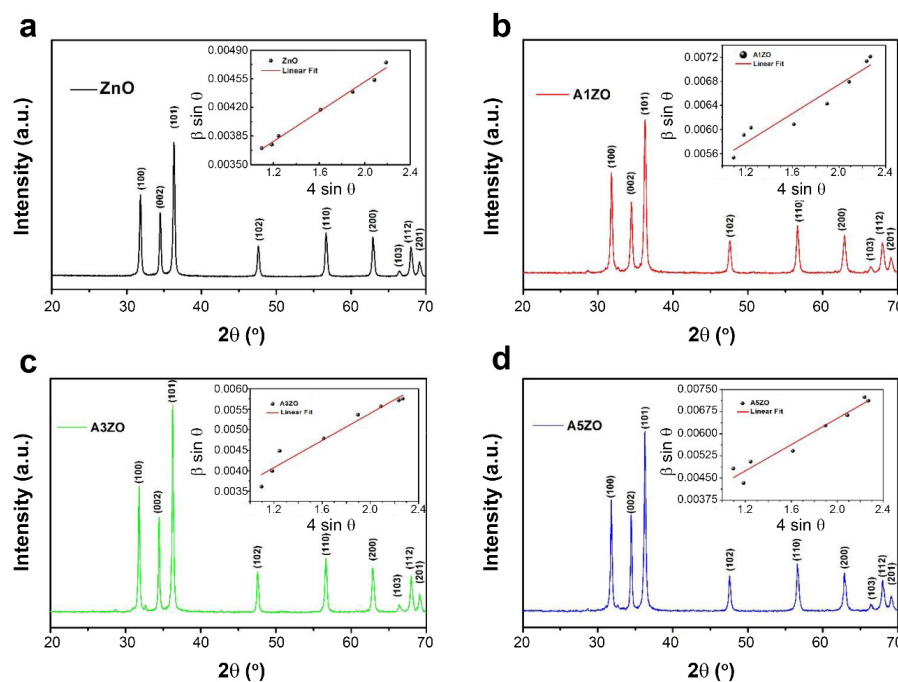 a
ZnO
Intensity (a.u.)
(100)
(002)
(101)
(102)
(110)
(200)
(103)
(112)
(201)
20 30 40 50 60 70
2θ (°)
ZnO
Linear Fit
0.00490
0.00455
0.00420
0.00385
0.00350
β sin θ
1.2 1.6 2.0 2.4
4 sin θ
b
A1ZO
Intensity (a.u.)
(100)
(002)
(101)
(102)
(110)
(200)
(103)
(112)
(201)
20 30 40 50 60 70
2θ (°)
A1ZO
Linear Fit
0.0072
0.0064
0.0060
0.0056
β sin θ
1.2 1.6 2.0 2.4
4 sin θ
c
A3ZO
Intensity (a.u.)
(100)
(002)
(101)
(102)
(110)
(200)
(103)
(112)
(201)
20 30 40 50 60 70
2θ (°)
A3ZO
Linear Fit
0.0060
0.0055
0.0050
0.0045
0.0040
0.0035
β sin θ
1.2 1.6 2.0 2.4
4 sin θ
d
A5ZO
Intensity (a.u.)
(100)
(002)
(101)
(102)
(110)
(200)
(103)
(112)
(201)
20 30 40 50 60 70
2θ (°)
A5ZO
Linear Fit
0.00750
0.00675
0.00600
0.00525
0.00450
0.00375
β sin θ
1.2 1.6 2.0 2.4
4 sin θ